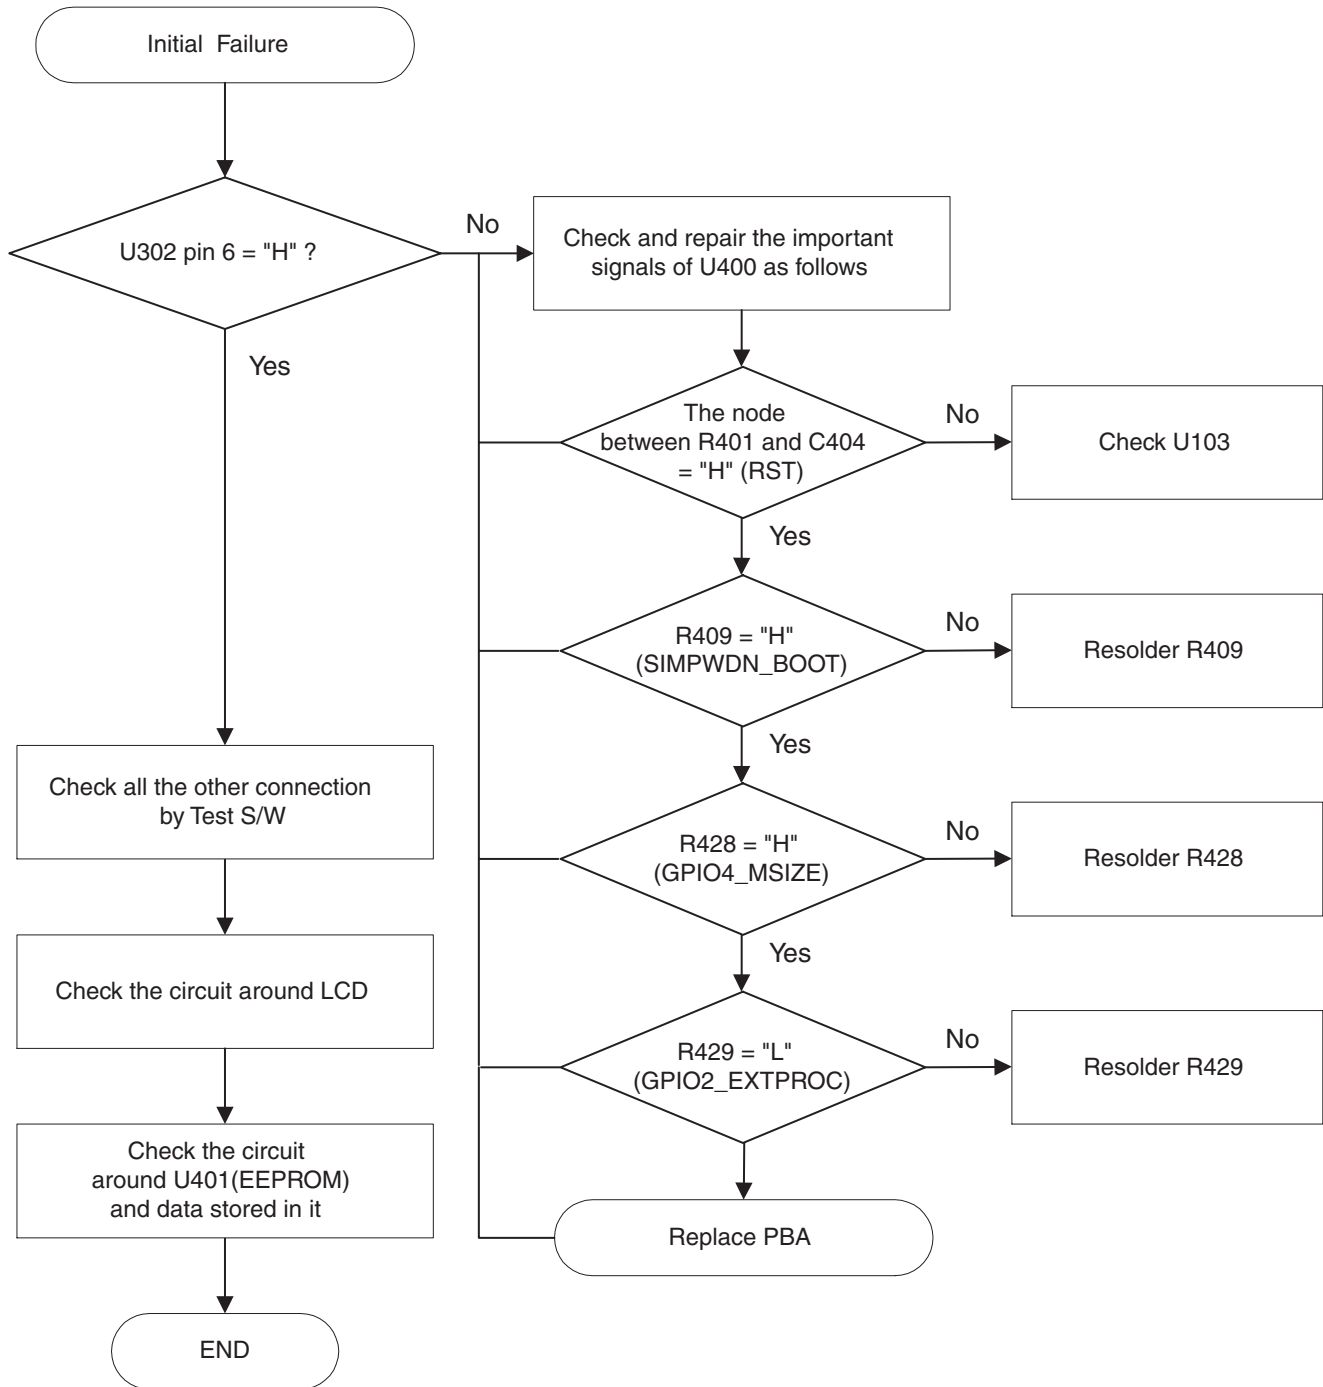 Initial Failure
U302 pin 6 = "H" ?
No
Check and repair the important
signals of U400 as follows
Yes
The node
between R401 and C404
= "H" (RST)
No
Check U103
Yes
R409 = "H"
(SIMPWDN_BOOT)
No
Resolder R409
Yes
Check all the other connection
by Test S/W
R428 = "H"
(GPIO4_MSIZE)
No
Resolder R428
Yes
Check the circuit around LCD
R429 = "L"
(GPIO2_EXTPROC)
No
Resolder R429
Check the circuit
around U401(EEPROM)
and data stored in it
Replace PBA
END